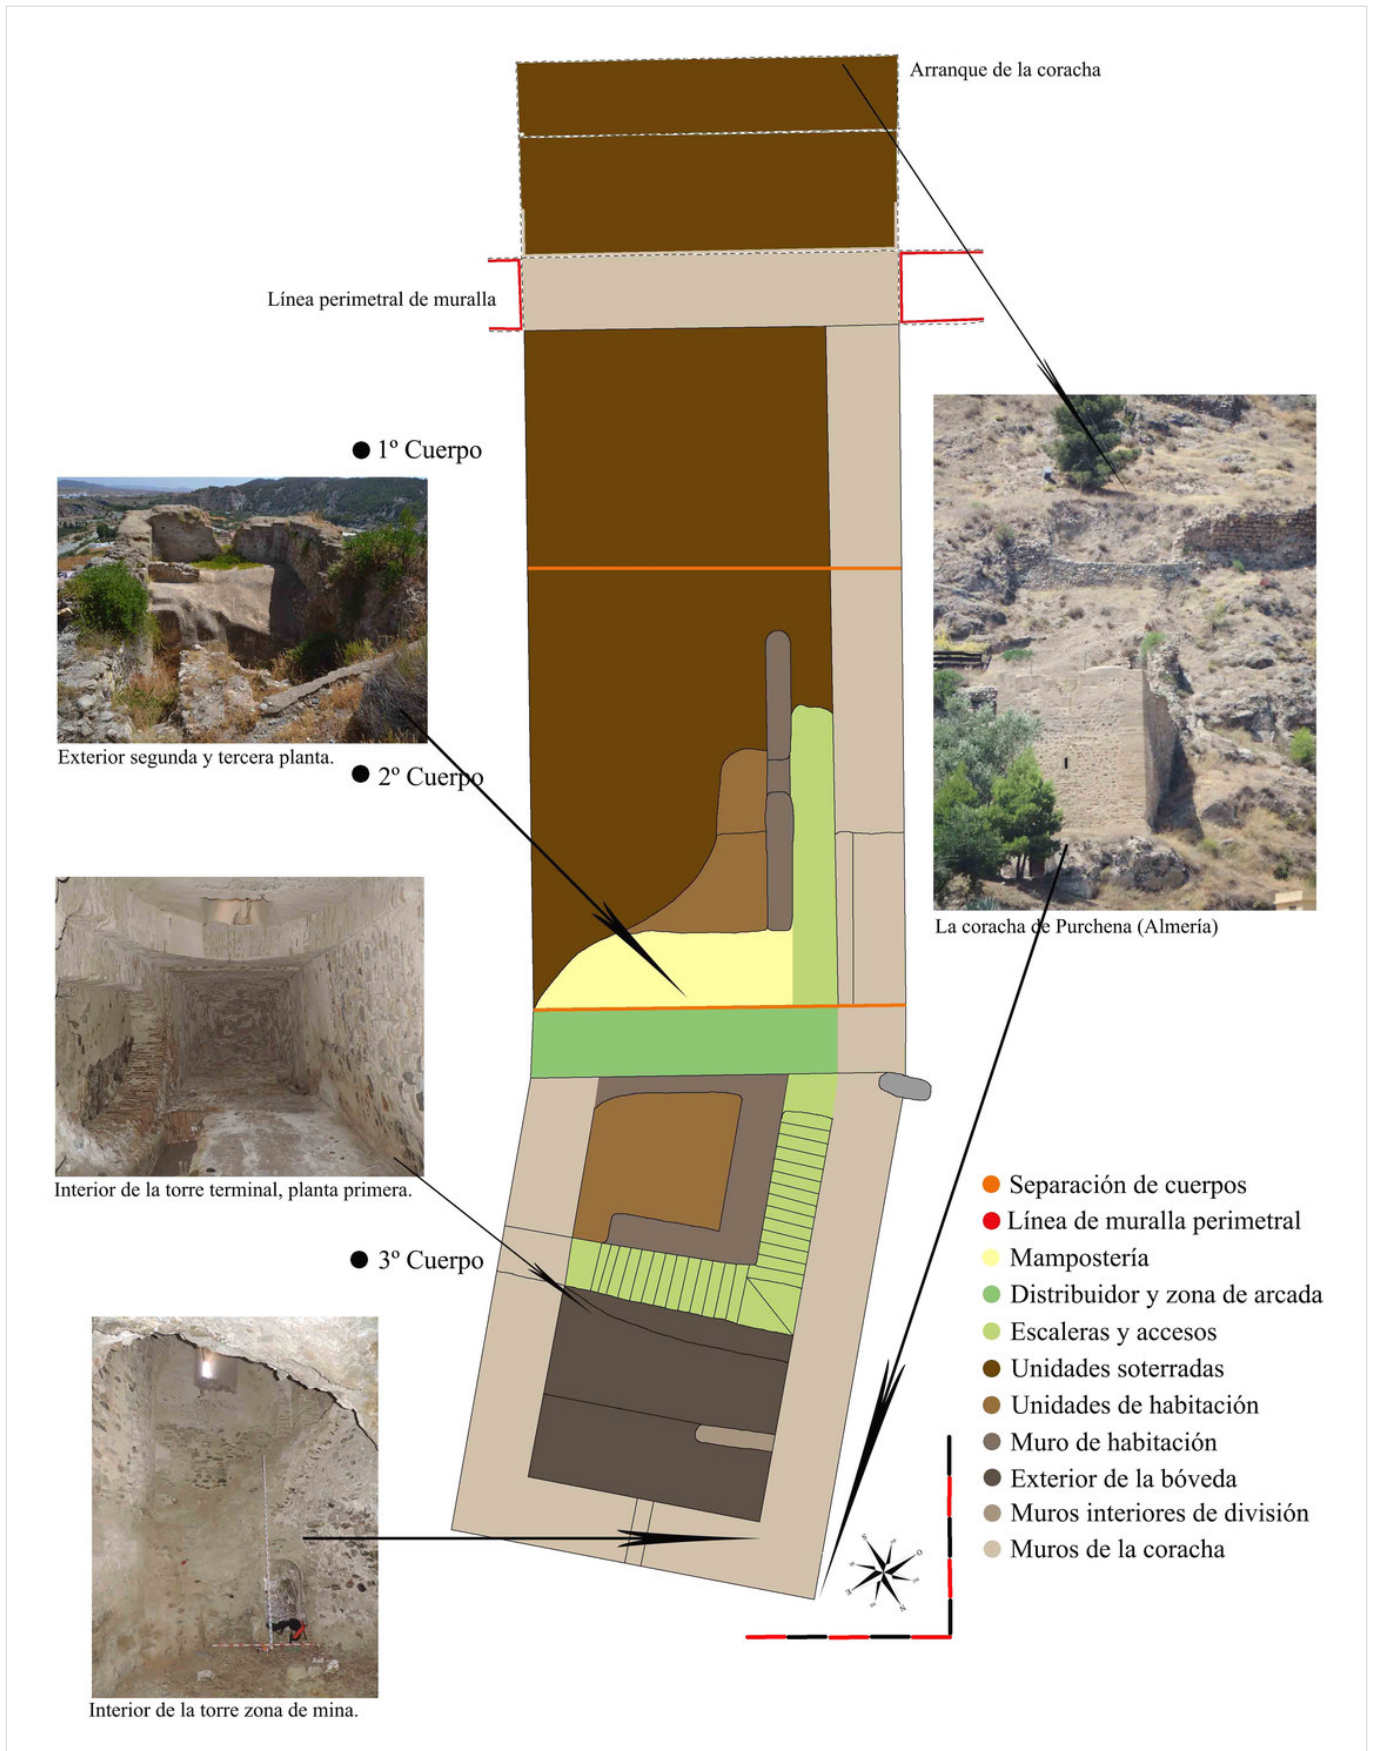 Arranque de la coracha
Línea perimetral de muralla
1º Cuerpo
Exterior segunda y tercera planta.
2º Cuerpo
La coracha de Purchena (Almería)
Interior de la torre terminal, planta primera.
3º Cuerpo
Separación de cuerpos
Línea de muralla perimetral
Mampostería
Distribuidor y zona de arcada
Escaleras y accesos
Unidades soterradas
Unidades de habitación
Muro de habitación
Exterior de la bóveda
Muros interiores de división
Muros de la coracha
S
O
E
N
Interior de la torre zona de mina.